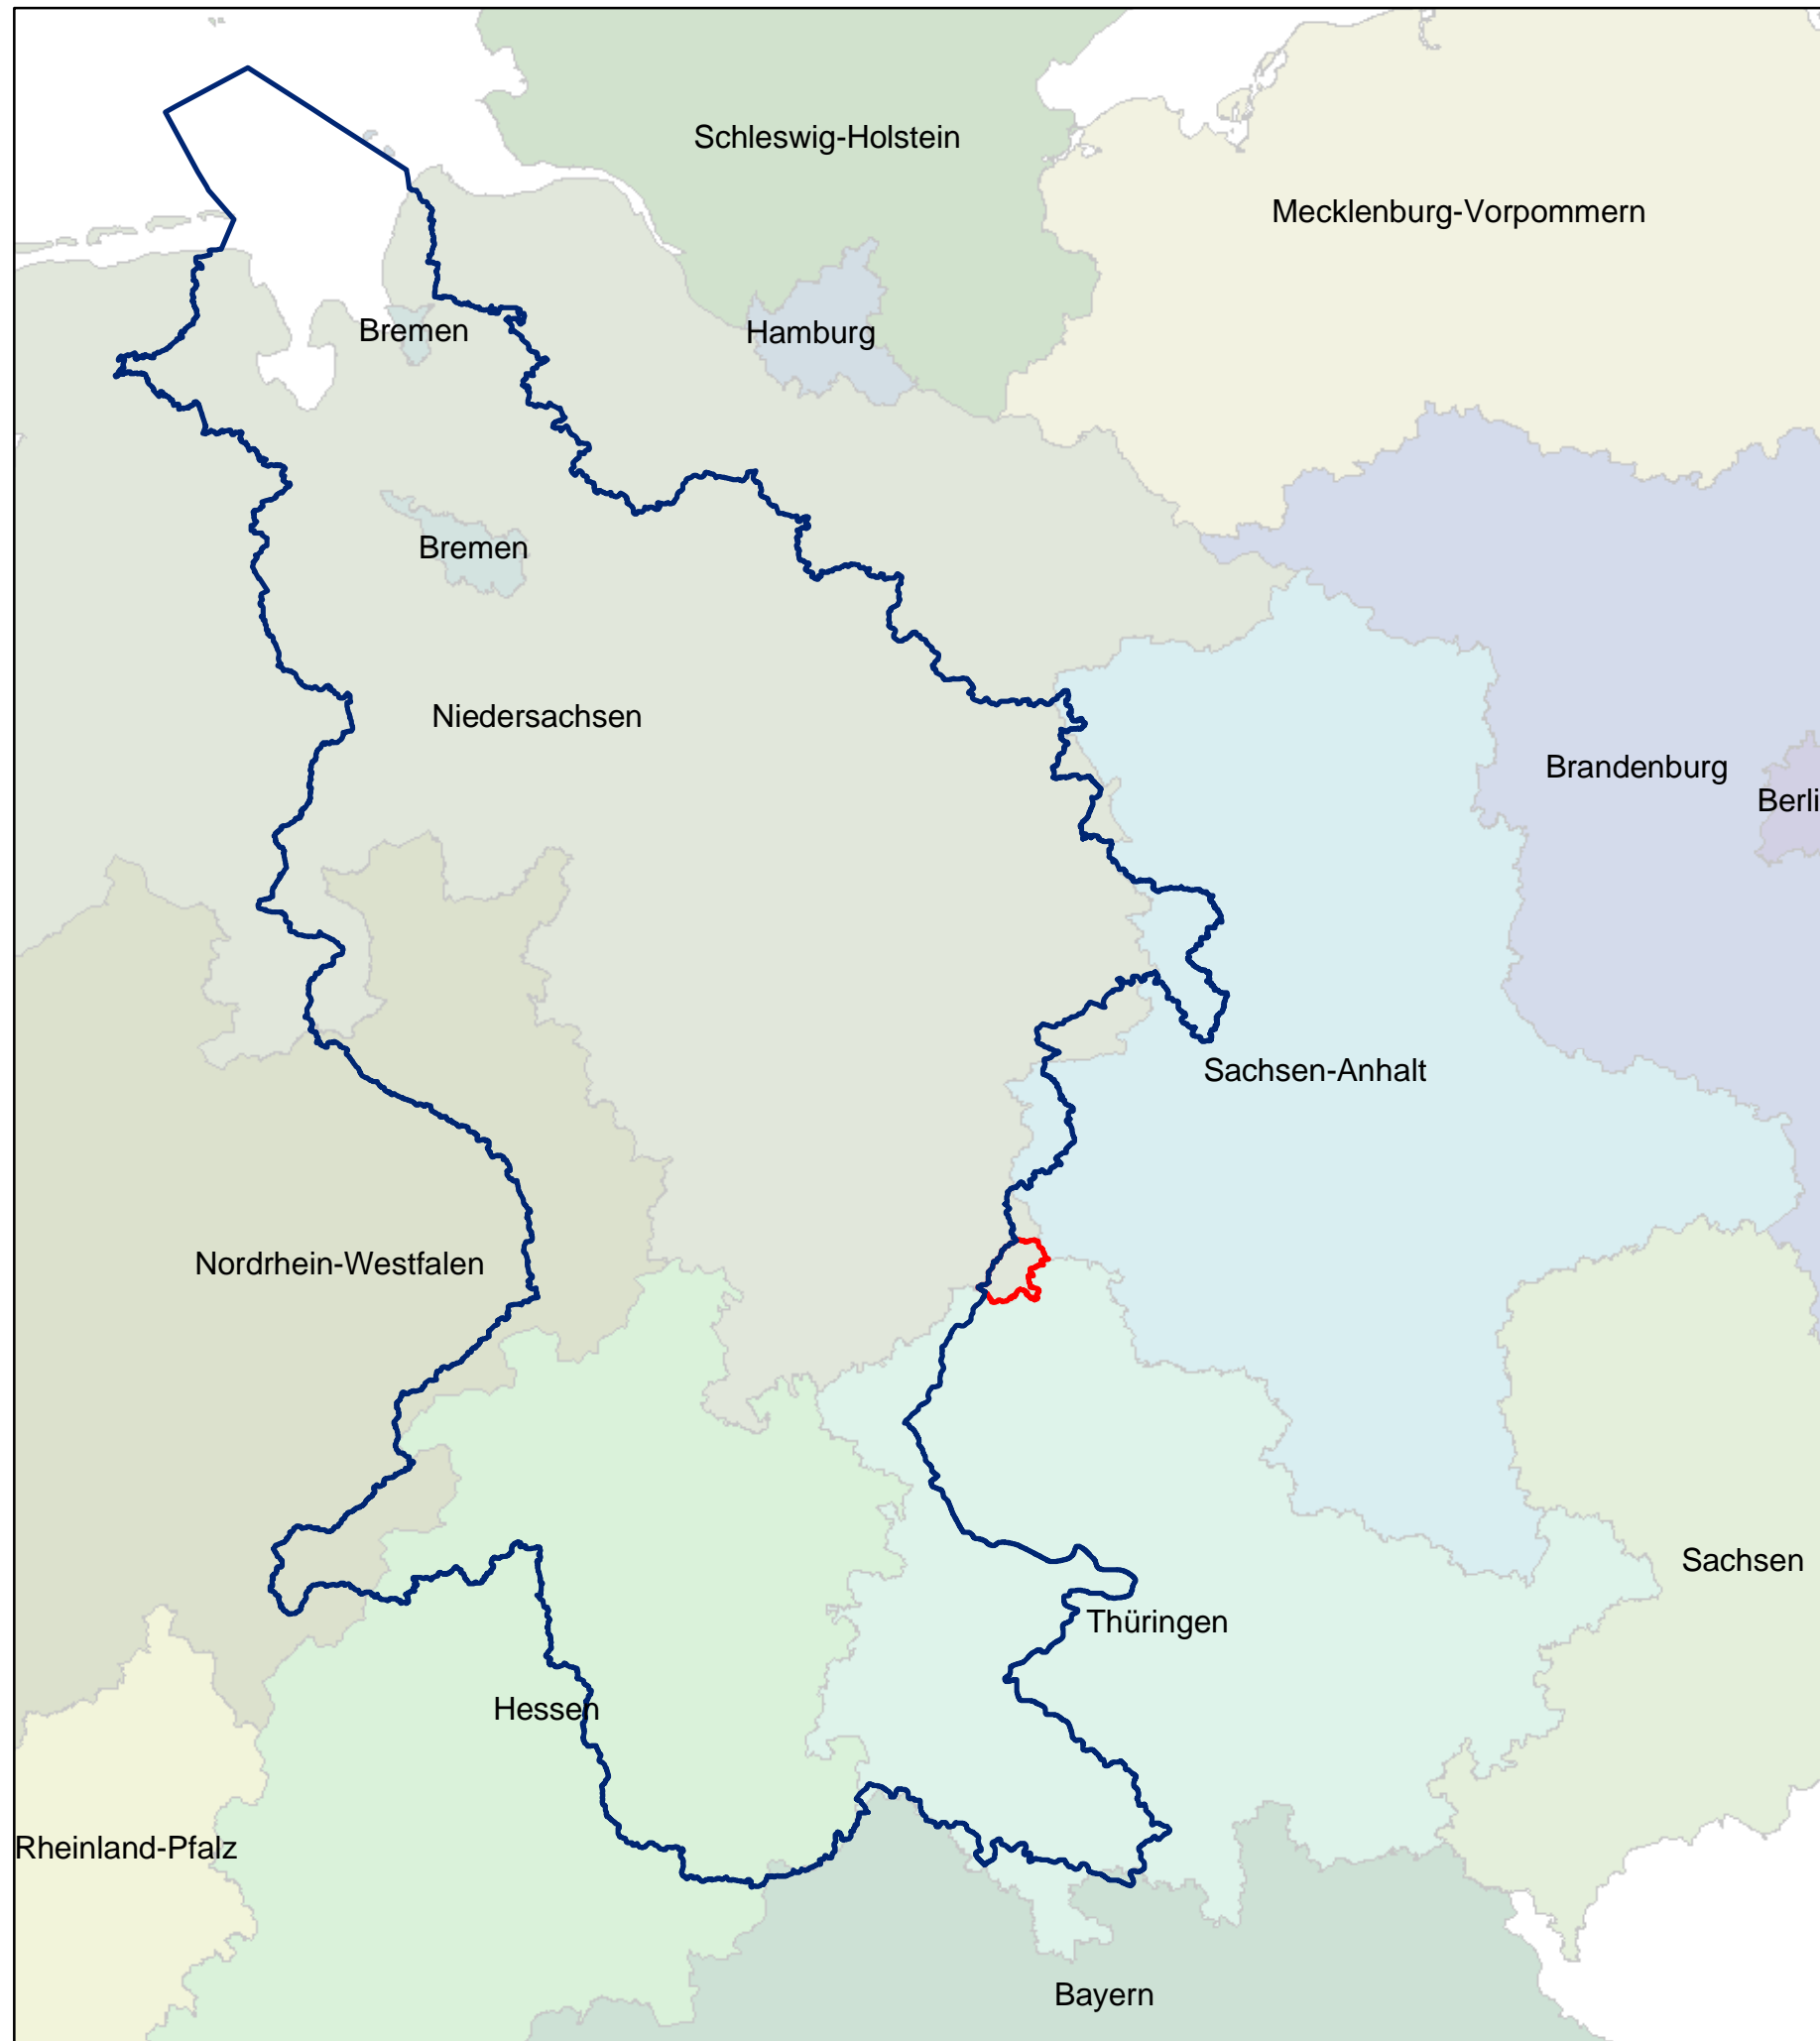 Schleswig-Holstein
Mecklenburg-Vorpommern
Bremen
Hamburg
Bremen
Niedersachsen
Brandenburg
Berli
Sachsen-Anhalt
Nordrhein-Westfalen
Sachsen
Thüringen
Hessen
Rheinland-Pfalz
Bayern